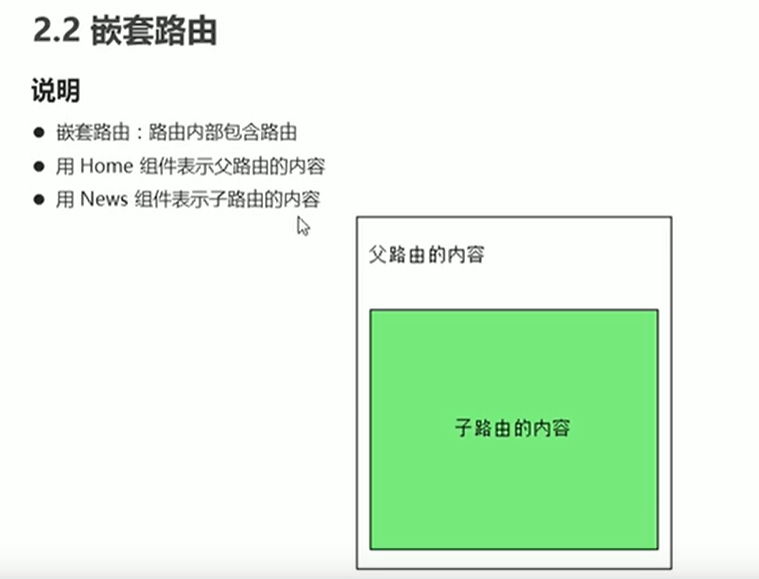 2.2 嵌套路由
说明
● 嵌套路由：路由内部包含路由
● 用 Home 组件表示父路由的内容
● 用 News 组件表示子路由的内容
父路由的内容
子路由的内容